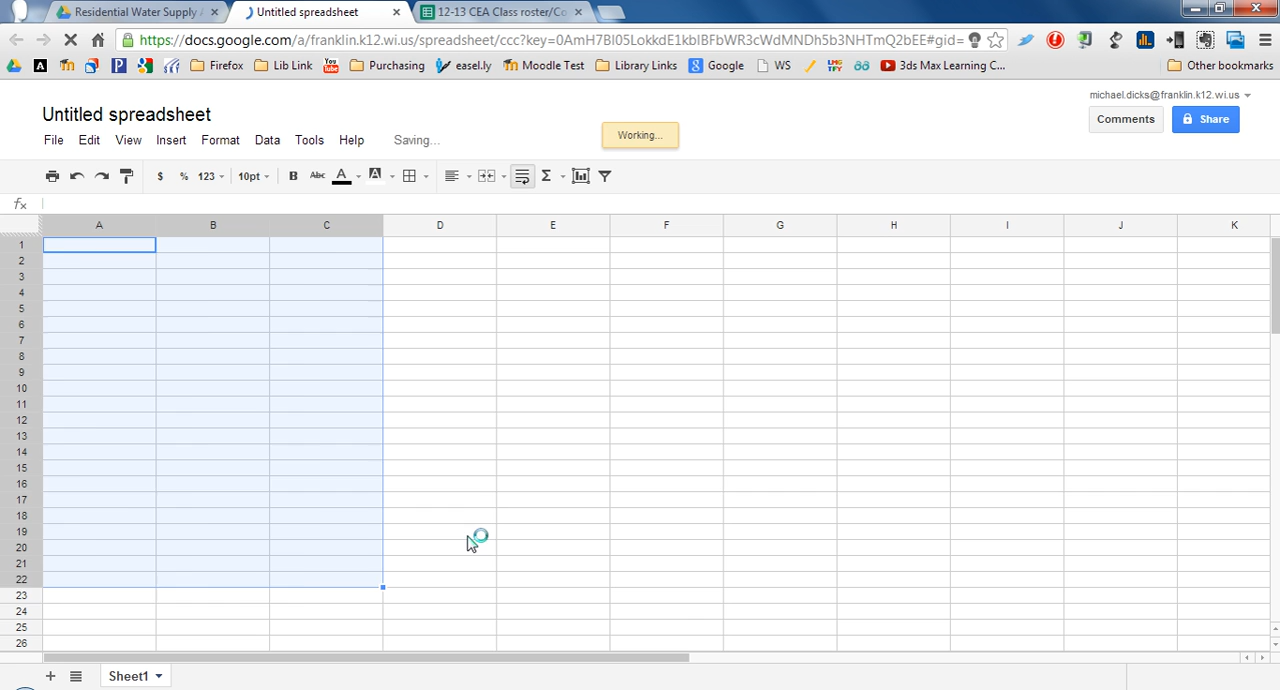 Residential Water Supply
Untitled spreadsheet
12-13 CEA Class roster/Co
https://docs.google.com/a/franklin.k12.wi.us/spreadsheet/ccc?key=
Firefox Lib Link Purchasing easel.ly Moodle Test Library Links Google WS 3ds Max Learning C... Other bookmarks
michael.dicks@franklin.k12.wi.us
Untitled spreadsheet
Comments Share
File Edit View Insert Format Data Tools Help Saving... Working...
$ % 123 10pt B Abc A A Σ
fx
A B C D E F G H I J K
1
2
3
4
5
6
7
8
9
10
11
12
13
14
15
16
17
18
19
20
21
22
23
24
25
26
+ Sheet1